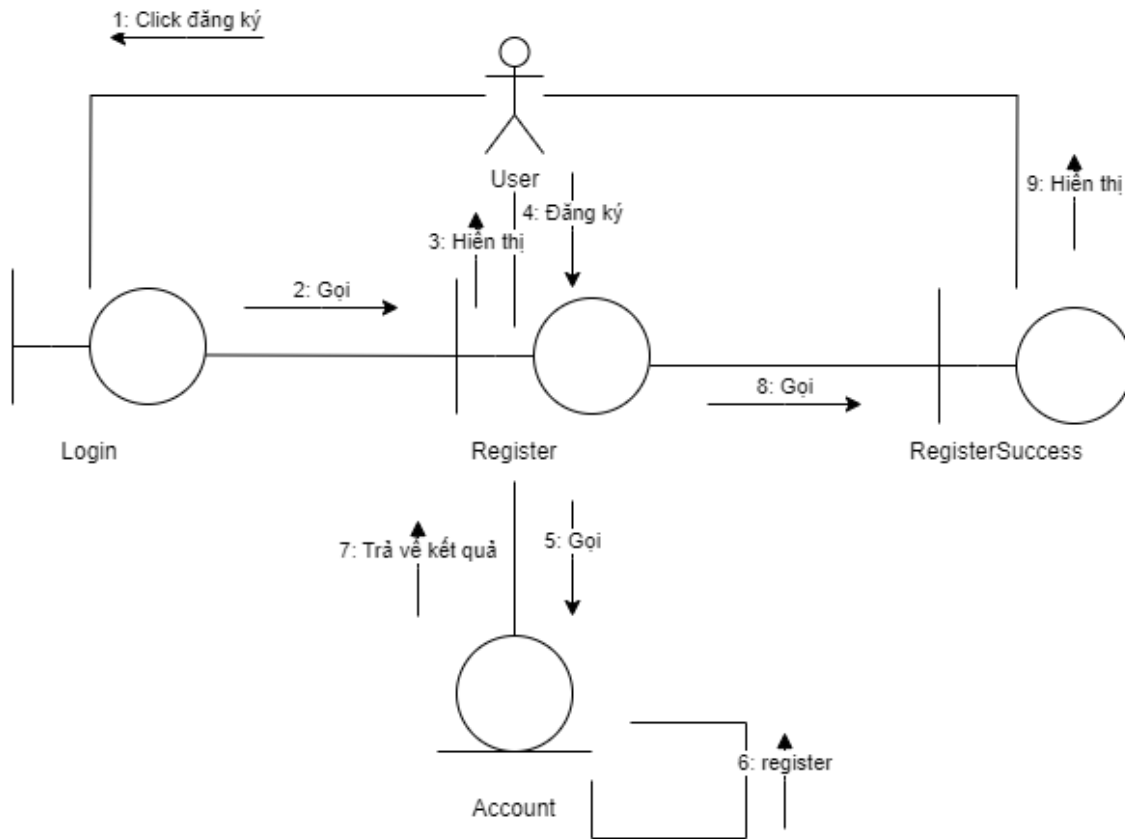 1: Click đăng ký
User
4: Đăng ký
9: Hiển thị
3: Hiển thị
2: Gọi
8: Gọi
Login
Register
RegisterSuccess
7: Trả về kết quả
5: Gọi
6: register
Account